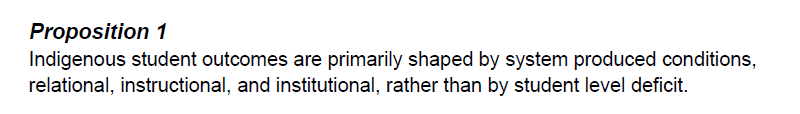 Proposition 1
Indigenous student outcomes are primarily shaped by system produced conditions,
relational, instructional, and institutional, rather than by student level deficit.